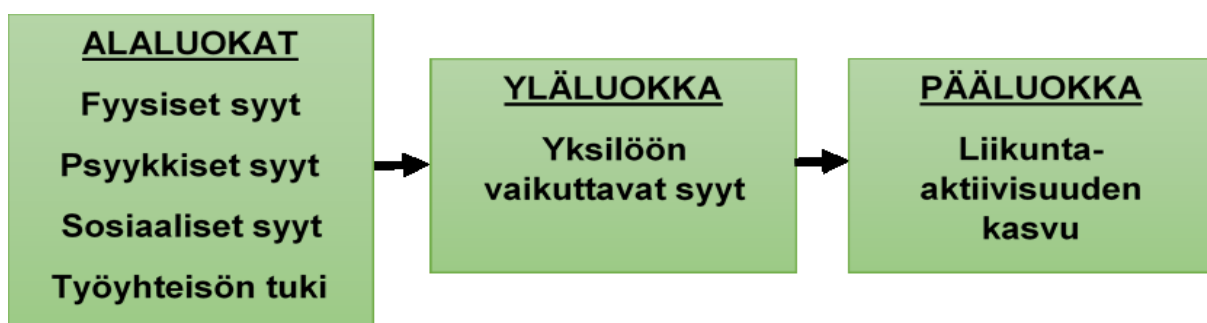 ALALUOKAT
Fyysiset syyt
Psyykkiset syyt
Sosiaaliset syyt
Työyhteisön tuki
YLÄLUOKKA
Yksilöön
vaikuttavat syyt
PÄÄLUOKKA
Liikunta-
aktiivisuuden
kasvu